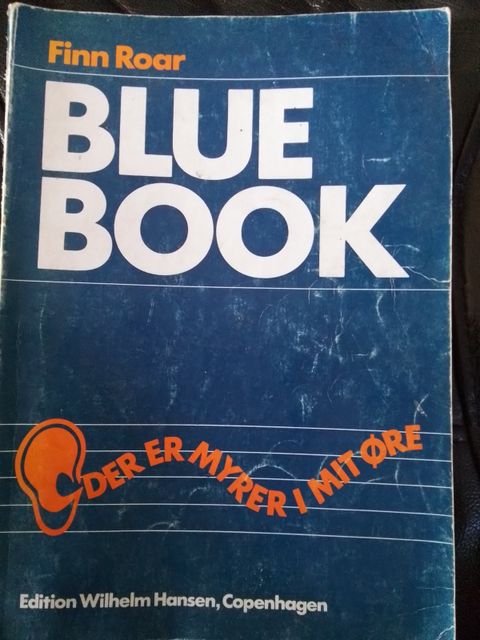 Finn Roar
BLUE
BOOK
DER ER MYRER I MIT ØRE
Edition Wilhelm Hansen, Copenhagen